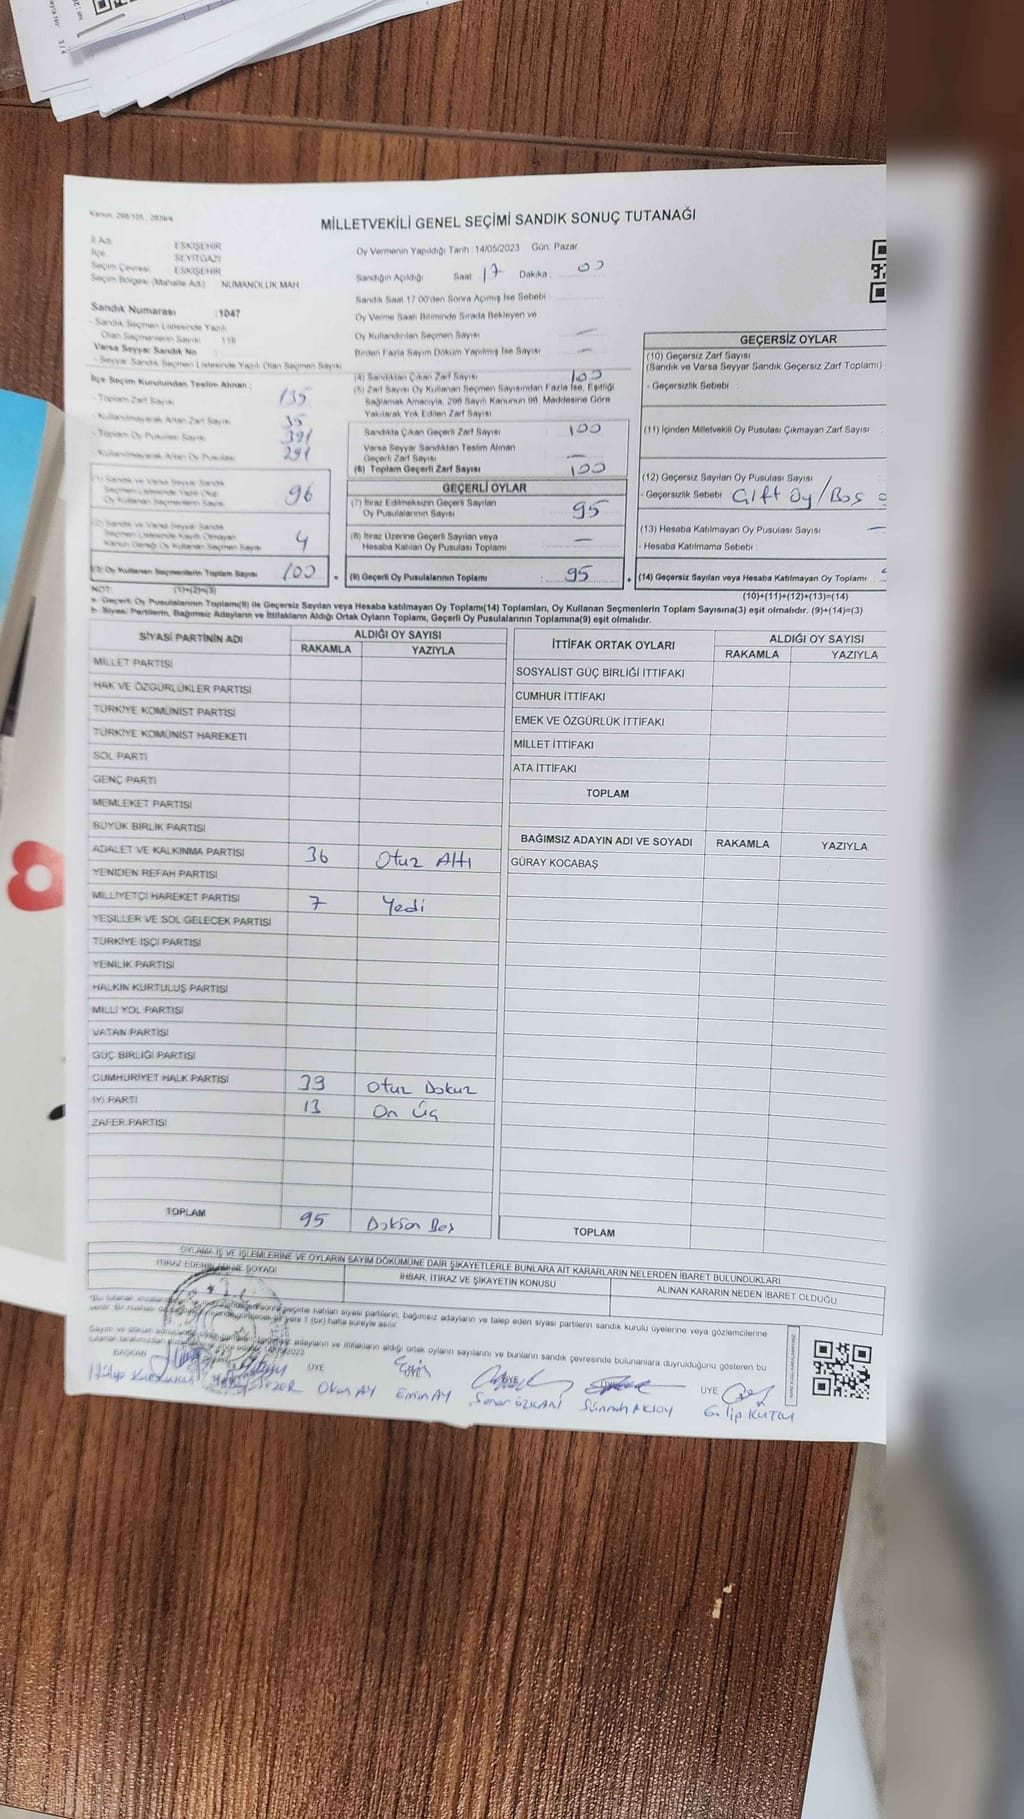 3 / 4
Kanun: 298/105 , 2839/4
MİLLETVEKİLİ GENEL SEÇİMİ SANDIK SONUÇ TUTANAĞI
İl Adı : ESKİŞEHİR
İlçe : SEYİTGAZİ
Seçim Çevresi : ESKİŞEHİR
Seçim Bölgesi (Mahalle Adı) NUMANOLUK MAH.
Oy Vermenin Yapıldığı Tarih : 14/05/2023 Gün: Pazar
Sandığın Açıldığı Saat: 17 Dakika : 00
Sandık Saat 17:00'den Sonra Açılmış İse Sebebi
Oy Verme Saati Bitiminde Sırada Bekleyen ve
Oy Kullandırılan Seçmen Sayısı —
Birden Fazla Sayım Döküm Yapılmış İse Sayısı —
Sandık Numarası :1047
- Sandık Seçmen Listesinde Yazılı
Olan Seçmenlerin Sayısı : 118
Varsa Seyyar Sandık No
- Seyyar Sandık Seçmen Listesinde Yazılı Olan Seçmen Sayısı
İlçe Seçim Kurulundan Teslim Alınan :
- Toplam Zarf Sayısı 135
- Kullanılmayarak Artan Zarf Sayısı 35
- Toplam Oy Pusulası Sayısı 391
- Kullanılmayarak Artan Oy Pusulası 291
(1) Sandık ve Varsa Seyyar Sandık
Seçmen Listesinde Yazılı Olup
Oy Kullanan Seçmenlerin Sayısı 96
(2) Sandık ve Varsa Seyyar Sandık
Seçmen Listesinde Kayıtlı Olmayan
Kanun Gereği Oy Kullanan Seçmen Sayısı 4
(3) Oy Kullanan Seçmenlerin Toplam Sayısı 100
(4) Sandıktan Çıkan Zarf Sayısı 100
(5) Zarf Sayısı Oy Kullanan Seçmen Sayısından Fazla İse, Eşitliği
Sağlamak Amacıyla, 298 Sayılı Kanunun 98. Maddesine Göre
Yakılarak Yok Edilen Zarf Sayısı
Sandıkta Çıkan Geçerli Zarf Sayısı 100
Varsa Seyyar Sandıktan Teslim Alınan
Geçerli Zarf Sayısı —
(6) Toplam Geçerli Zarf Sayısı 100
GEÇERLİ OYLAR
(7) İtiraz Edilmeksizin Geçerli Sayılan
Oy Pusulalarının Sayısı 95
(8) İtiraz Üzerine Geçerli Sayılan veya
Hesaba Katılan Oy Pusulası Toplamı —
= (9) Geçerli Oy Pusulalarının Toplamı : 95
GEÇERSİZ OYLAR
(10) Geçersiz Zarf Sayısı
(Sandık ve Varsa Seyyar Sandık Geçersiz Zarf Toplamı) :
- Geçersizlik Sebebi :
(11) İçinden Milletvekili Oy Pusulası Çıkmayan Zarf Sayısı :
(12) Geçersiz Sayılan Oy Pusulası Sayısı
- Geçersizlik Sebebi Çift Oy/Boş
(13) Hesaba Katılmayan Oy Pusulası Sayısı —
- Hesaba Katılmama Sebebi :
+ (14) Geçersiz Sayılan veya Hesaba Katılmayan Oy Toplamı :
NOT: (1)+(2)=(3)
(10)+(11)+(12)+(13)=(14)
a- Geçerli Oy Pusulalarının Toplamı(9) ile Geçersiz Sayılan veya Hesaba katılmayan Oy Toplamı(14) Toplamları, Oy Kullanan Seçmenlerin Toplam Sayısına(3) eşit olmalıdır. (9)+(14)=(3)
b- Siyasi Partilerin, Bağımsız Adayların ve İttifakların Aldığı Ortak Oyların Toplamı, Geçerli Oy Pusulalarının Toplamına(9) eşit olmalıdır.
SİYASİ PARTİNİN ADI ALDIĞI OY SAYISI
RAKAMLA YAZIYLA
MİLLET PARTİSİ
HAK VE ÖZGÜRLÜKLER PARTİSİ
TÜRKİYE KOMÜNİST PARTİSİ
TÜRKİYE KOMÜNİST HAREKETİ
SOL PARTİ
GENÇ PARTİ
MEMLEKET PARTİSİ
BÜYÜK BİRLİK PARTİSİ
ADALET VE KALKINMA PARTİSİ 36 Otuz Altı
YENİDEN REFAH PARTİSİ
MİLLİYETÇİ HAREKET PARTİSİ 7 Yedi
YEŞİLLER VE SOL GELECEK PARTİSİ
TÜRKİYE İŞÇİ PARTİSİ
YENİLİK PARTİSİ
HALKIN KURTULUŞ PARTİSİ
MİLLİ YOL PARTİSİ
VATAN PARTİSİ
GÜÇ BİRLİĞİ PARTİSİ
CUMHURİYET HALK PARTİSİ 39 Otuz Dokuz
İYİ PARTİ 13 On Üç
ZAFER PARTİSİ
TOPLAM 95 Doksan Beş
İTTİFAK ORTAK OYLARI ALDIĞI OY SAYISI
RAKAMLA YAZIYLA
SOSYALİST GÜÇ BİRLİĞİ İTTİFAKI
CUMHUR İTTİFAKI
EMEK VE ÖZGÜRLÜK İTTİFAKI
MİLLET İTTİFAKI
ATA İTTİFAKI
TOPLAM
BAĞIMSIZ ADAYIN ADI VE SOYADI RAKAMLA YAZIYLA
GÜRAY KOCABAŞ
TOPLAM
OYLAMA İŞ VE İŞLEMLERİNE VE OYLARIN SAYIM DÖKÜMÜNE DAİR ŞİKAYETLERLE BUNLARA AİT KARARLARIN NELERDEN İBARET BULUNDUKLARI
İTİRAZ EDENİN ADI VE SOYADI İHBAR, İTİRAZ VE ŞİKAYETİN KONUSU ALINAN KARARIN NEDEN İBARET OLDUĞU
seçime katılan siyasi partilerin, bağımsız adayların ve talep eden siyasi partilerin sandık kurulu üyelerine veya gözlemcilerine
verilir. Bir nüshası da yere 1 (bir) hafta süreyle asılır.
adayların ve ittifakların aldığı ortak oyların sayılarını ve bunların sandık çevresinde bulunanlara duyrulduğunu gösteren bu
BAŞKAN ÜYE ÜYE ÜYE ÜYE
Okan AY Emin AY Soner ÖZKAN AKSOY Galip KUTLU